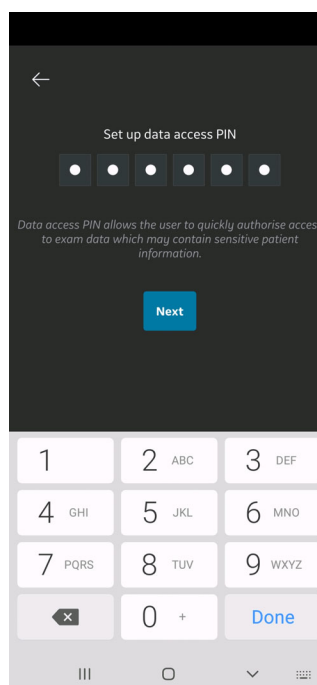 Set up data access PIN
Data access PIN allows the user to quickly authorise acces
to exam data which may contain sensitive patient
information.
Next
1
2 ABC
3 DEF
4 GHI
5 JKL
6 MNO
7 PQRS
8 TUV
9 WXYZ
0 +
Done